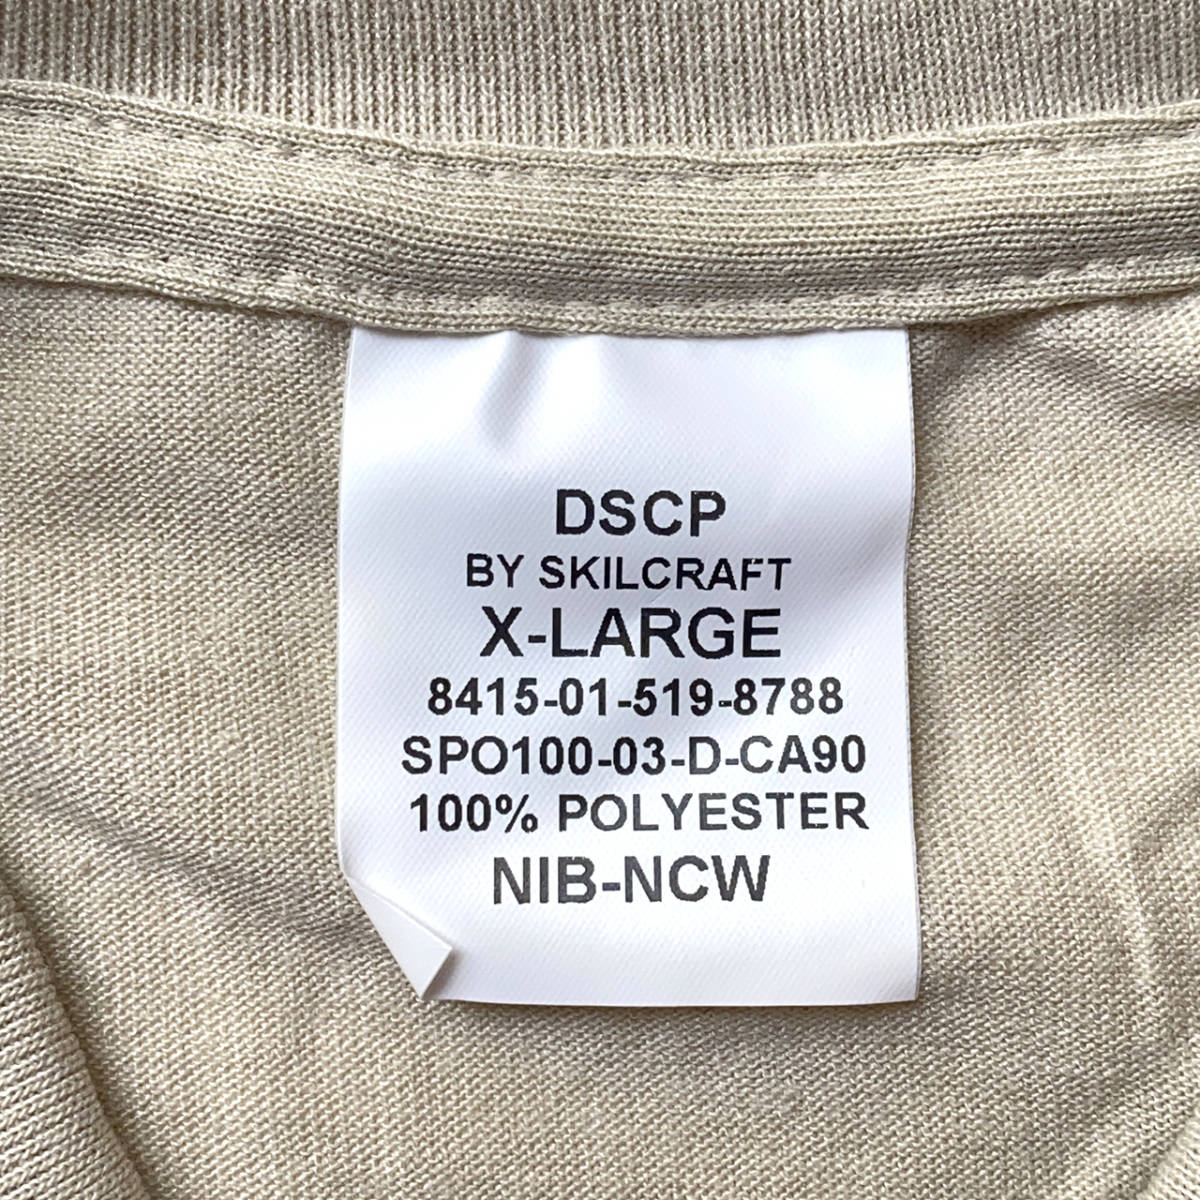 DSCP
BY SKILCRAFT
X-LARGE
8415-01-519-8788
SPO100-03-D-CA90
100% POLYESTER
NIB-NCW